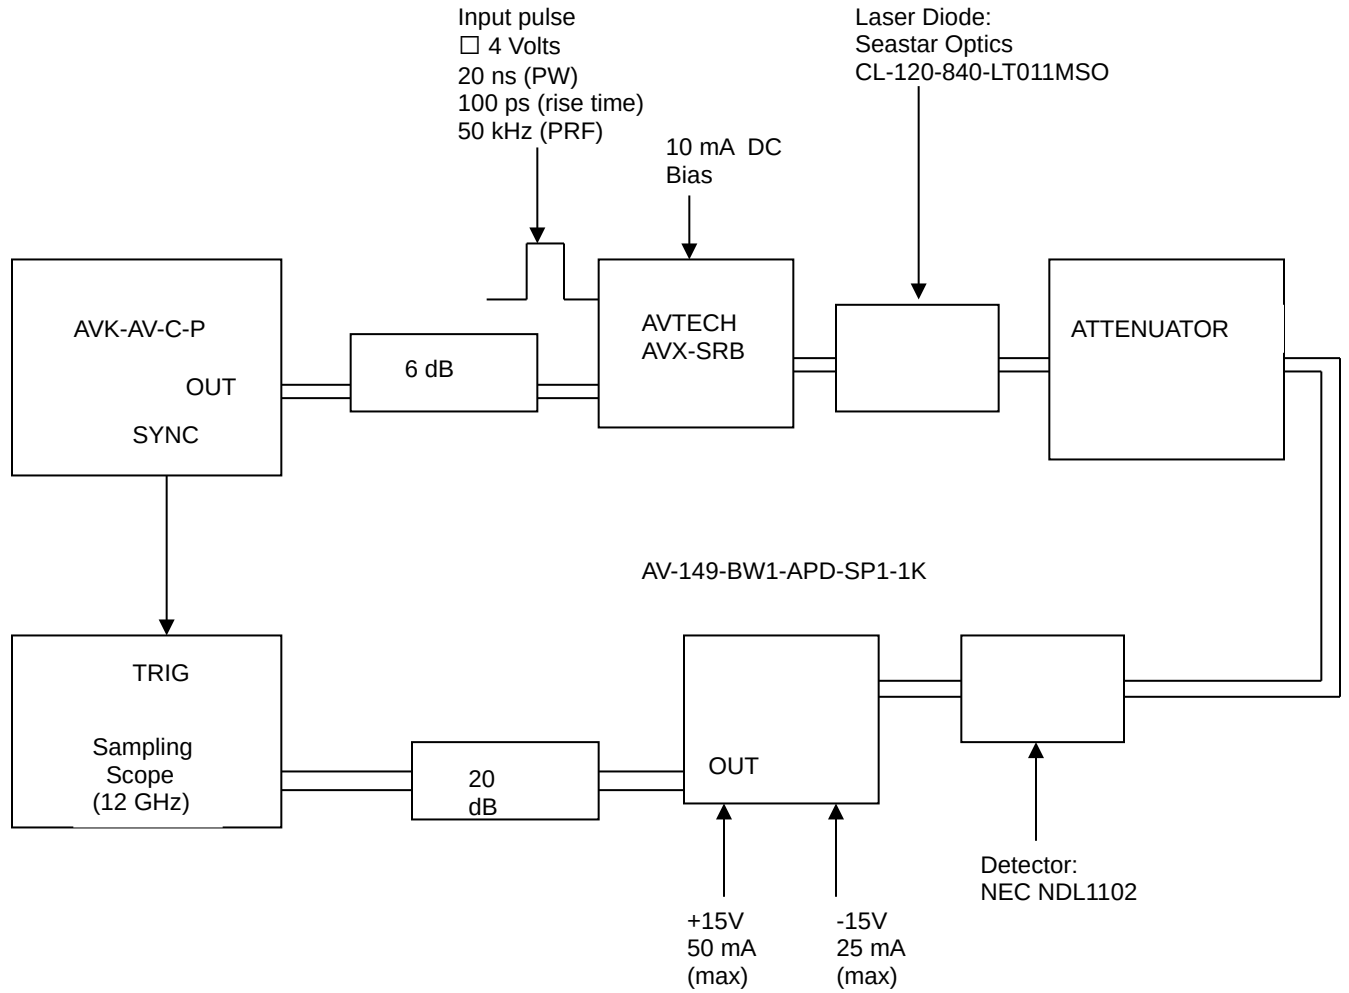 Input pulse
□ 4 Volts
20 ns (PW)
100 ps (rise time)
50 kHz (PRF)
Laser Diode:
Seastar Optics
CL-120-840-LT011MSO
10 mA  DC
Bias
AVK-AV-C-P
OUT
SYNC
6 dB
AVTECH
AVX-SRB
ATTENUATOR
AV-149-BW1-APD-SP1-1K
TRIG
Sampling
Scope
(12 GHz)
20
dB
OUT
+15V
50 mA
(max)
-15V
25 mA
(max)
Detector:
NEC NDL1102